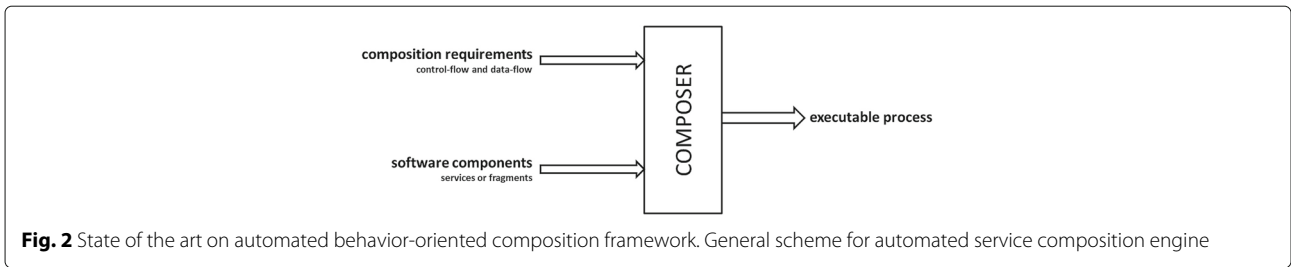 composition requirements
control-flow and data-flow
COMPOSER
executable process
software components
services or fragments
Fig. 2 State of the art on automated behavior-oriented composition framework. General scheme for automated service composition engine